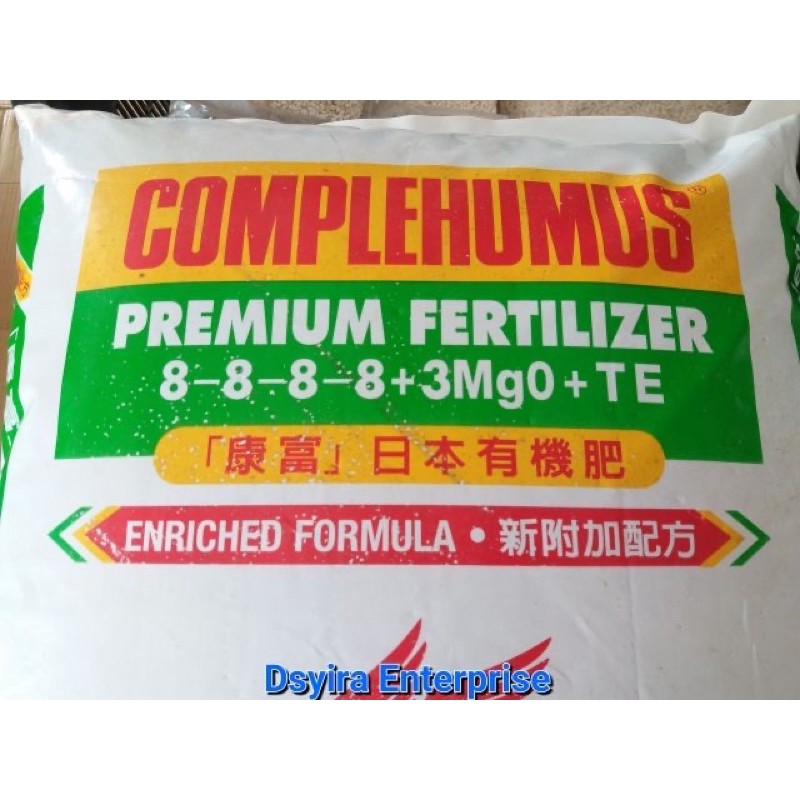 COMPLEHUMUS®
PREMIUM FERTILIZER
8-8-8-8+3MgO+TE
「康富」日本有機肥
ENRICHED FORMULA • 新附加配方
Dsyira Enterprise